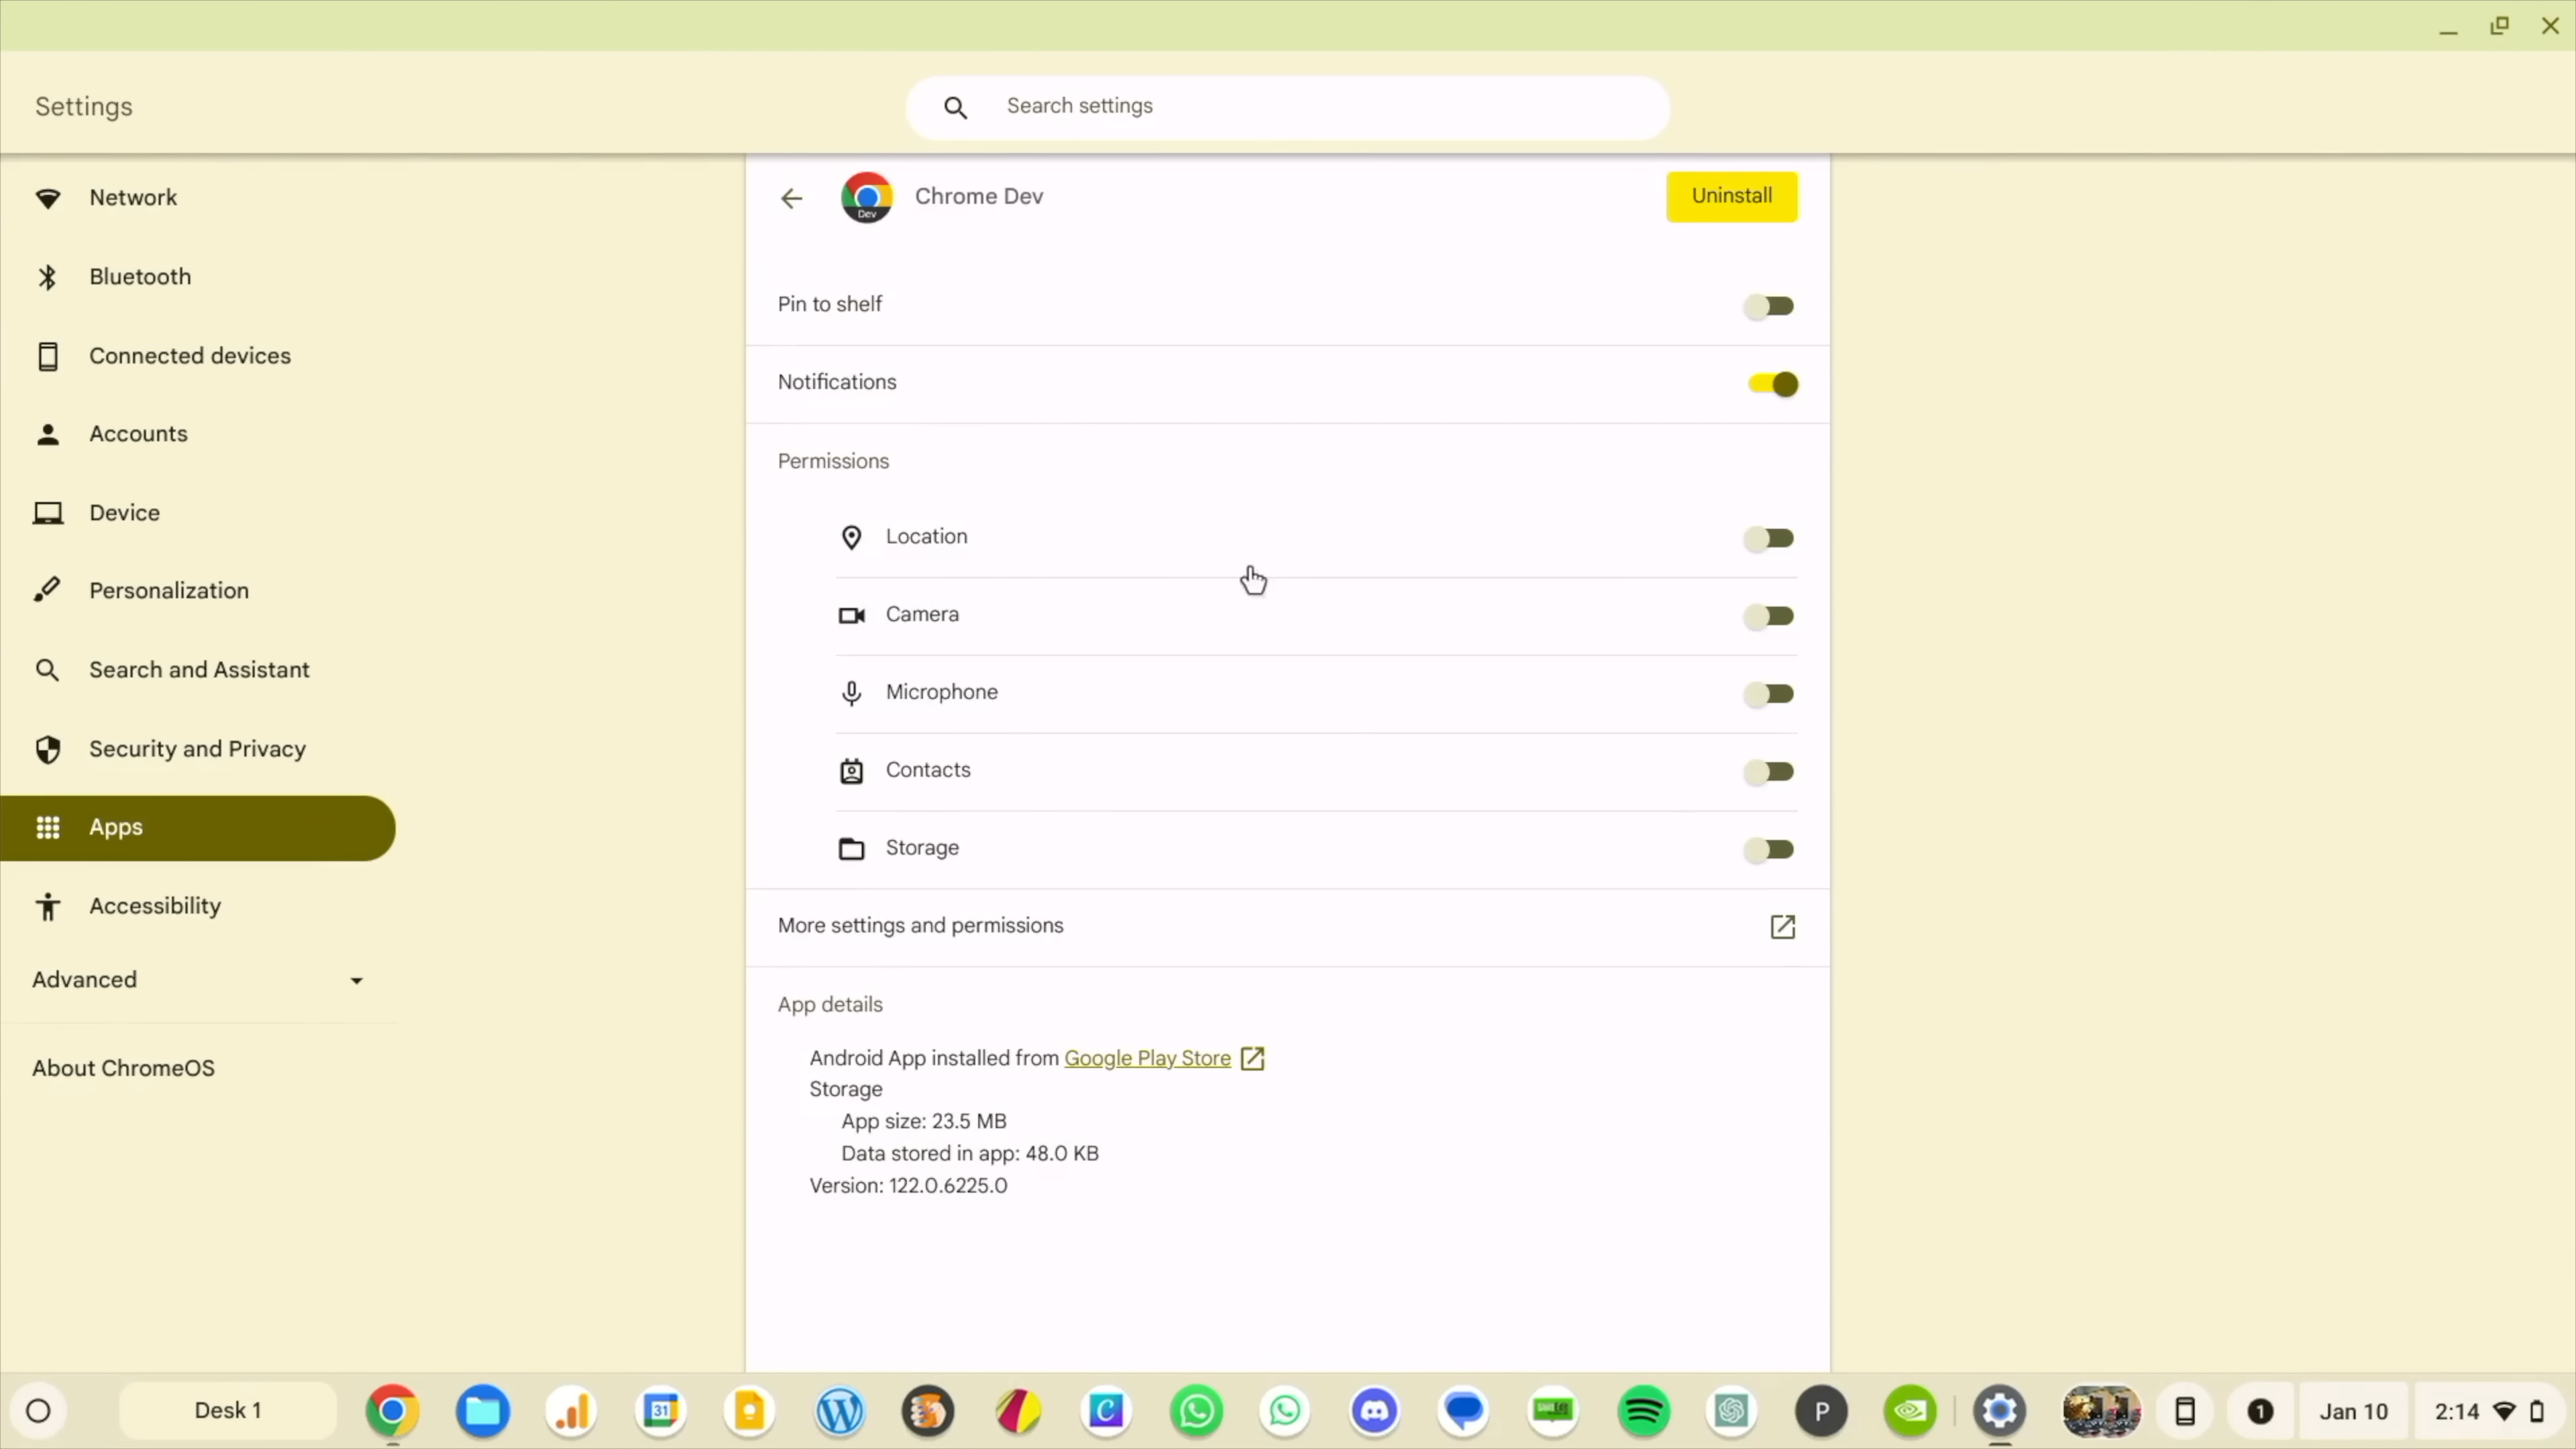 Settings
Search settings
Network
Bluetooth
Connected devices
Accounts
Device
Personalization
Search and Assistant
Security and Privacy
Apps
Accessibility
Advanced
About ChromeOS
Dev
Chrome Dev
Uninstall
Pin to shelf
Notifications
Permissions
Location
Camera
Microphone
Contacts
Storage
More settings and permissions
App details
Android App installed from Google Play Store
Storage
App size: 23.5 MB
Data stored in app: 48.0 KB
Version: 122.0.6225.0
Desk 1
31
C
P
1
Jan 10
2:14